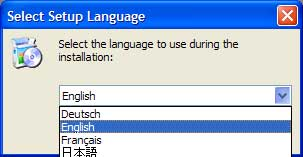 Select Setup Language
Select the language to use during the
installation:
English
Deutsch
English
Français
日本語